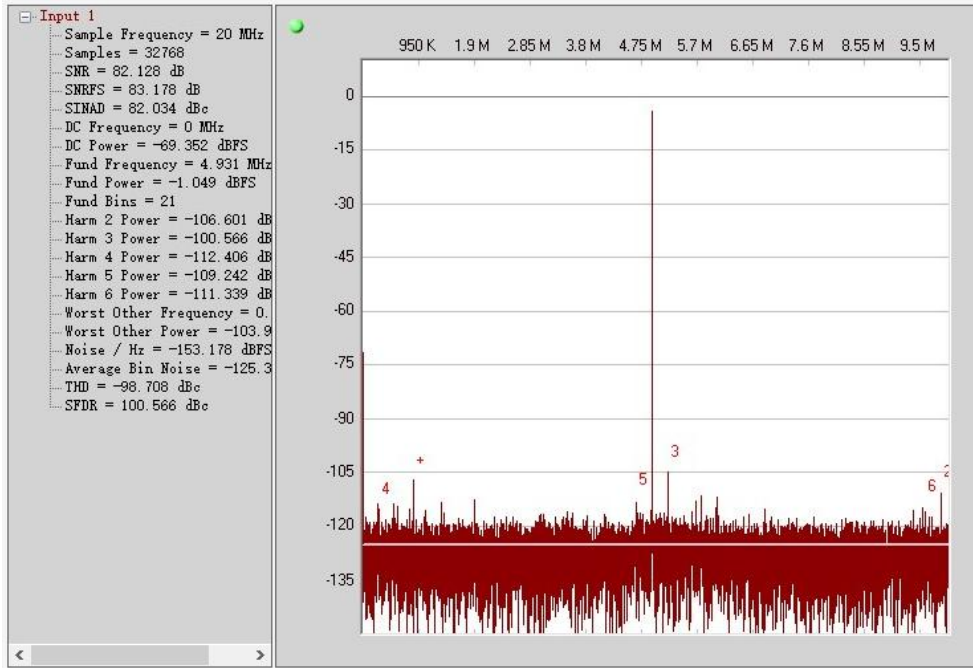 Input 1
Sample Frequency = 20 MHz
Samples = 32768
SNR = 82.128 dB
SNRFS = 83.178 dB
SINAD = 82.034 dBc
DC Frequency = 0 MHz
DC Power = -69.352 dBFS
Fund Frequency = 4.931 MHz
Fund Power = -1.049 dBFS
Fund Bins = 21
Harm 2 Power = -106.601 dB
Harm 3 Power = -100.566 dB
Harm 4 Power = -112.406 dB
Harm 5 Power = -109.242 dB
Harm 6 Power = -111.339 dB
Worst Other Frequency = 0.
Worst Other Power = -103.9
Noise / Hz = -153.178 dBFS
Average Bin Noise = -125.3
THD = -98.708 dBc
SFDR = 100.566 dBc
950 K 1.9 M 2.85 M 3.8 M 4.75 M 5.7 M 6.65 M 7.6 M 8.55 M 9.5 M
0
-15
-30
-45
-60
-75
-90
3
+
-105
5
6
2
4
-120
-135